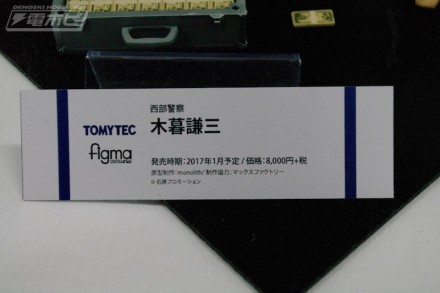 DENGEKI HOBBY
電ホビ
西部警察
TOMYTEC
木暮謙三
figma
発売時期：2017年1月予定 / 価格：8,000円+税
原型制作：monolith/ 制作協力：マックスファクトリー
© 石原プロモーション